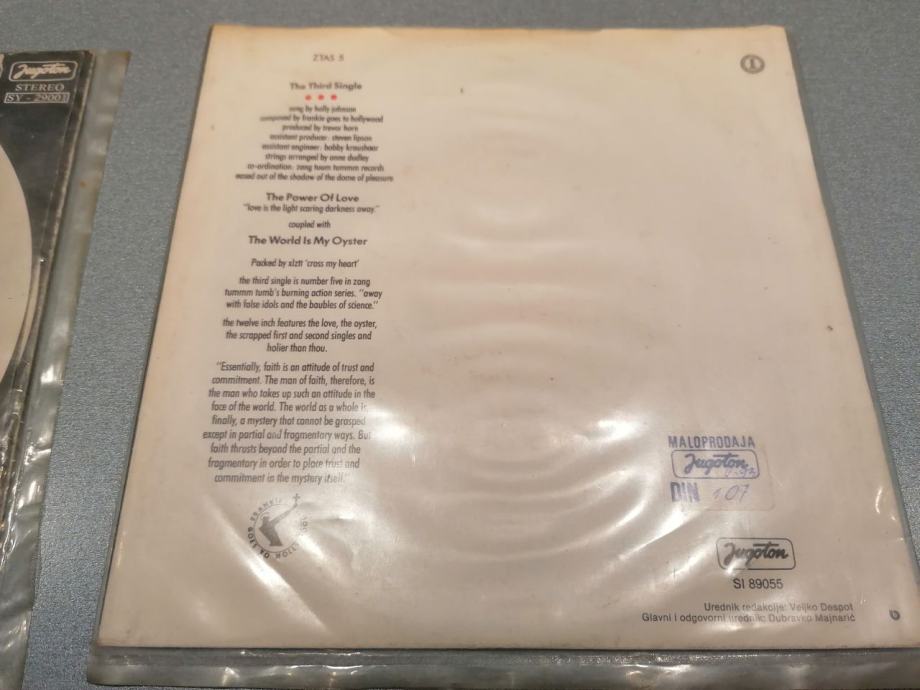 Jugoton
STEREO
SY - 29001
ZTAS 5
1
The Third Single
song by holly johnson
composed by frankie goes to hollywood
produced by trevor horn
assistant producer: steven lipson
assistant engineer: bobby kraushaar
strings arranged by anne dudley
co-ordination: zang tuum tummm records
eased out of the shadow of the dome of pleasure
The Power Of Love
"love is the light scaring darkness away."
coupled with
The World Is My Oyster
Packed by xlztt 'cross my heart'
the third single is number five in zang
tummm tumb's burning action series. "away
with false idols and the baubles of science."
the twelve inch features the love, the oyster,
the scrapped first and second singles and
holier than thou.
"Essentially, faith is an attitude of trust and
commitment. The man of faith, therefore, is
the man who takes up such an attitude in the
face of the world. The world as a whole is,
finally, a mystery that cannot be grasped
except in partial and fragmentary ways. But
faith thrusts beyond the partial and the
fragmentary in order to place trust and
commitment in the mystery itself."
FRANKIE GOES TO HOLLYWOOD
MALOPRODAJA
Jugoton
DIN 107
Jugoton
SI 89055
Urednik redakcije: Veljko Despot
Glavni i odgovorni urednik: Dubravko Majnarić